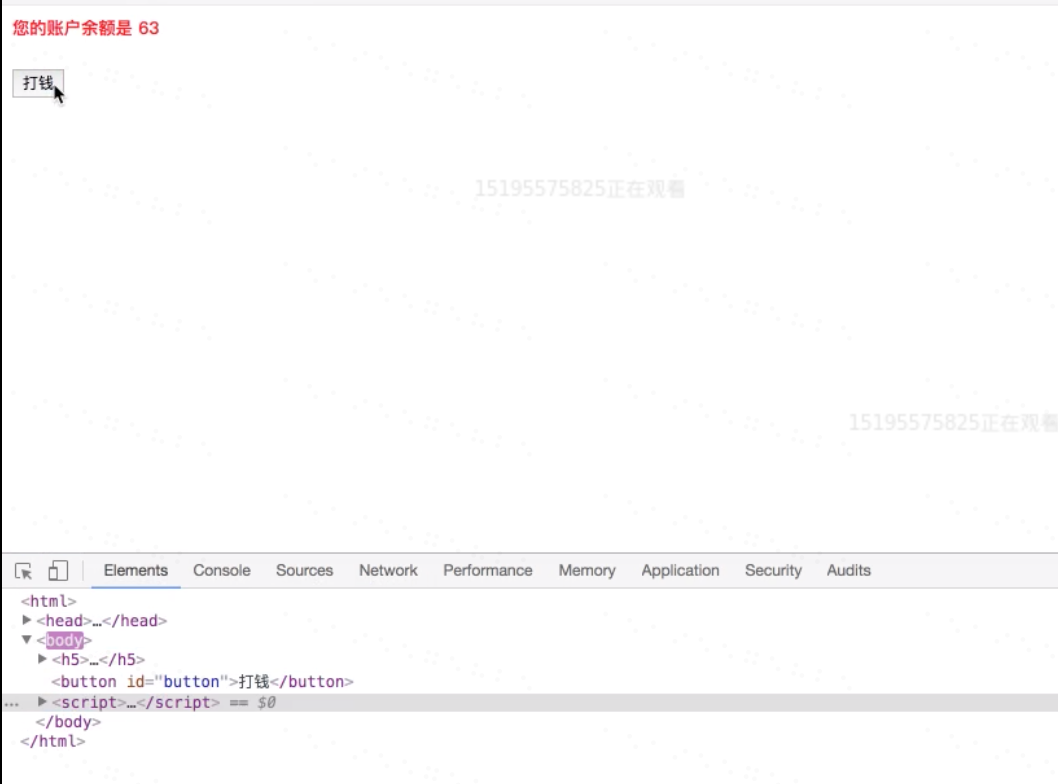 您的账户余额是 63
打钱
15195575825正在观看
15195575825正在观看
Elements Console Sources Network Performance Memory Application Security Audits
<html>
<head>…</head>
<body>
<h5>…</h5>
<button id="button">打钱</button>
… <script>…</script> == $0
</body>
</html>